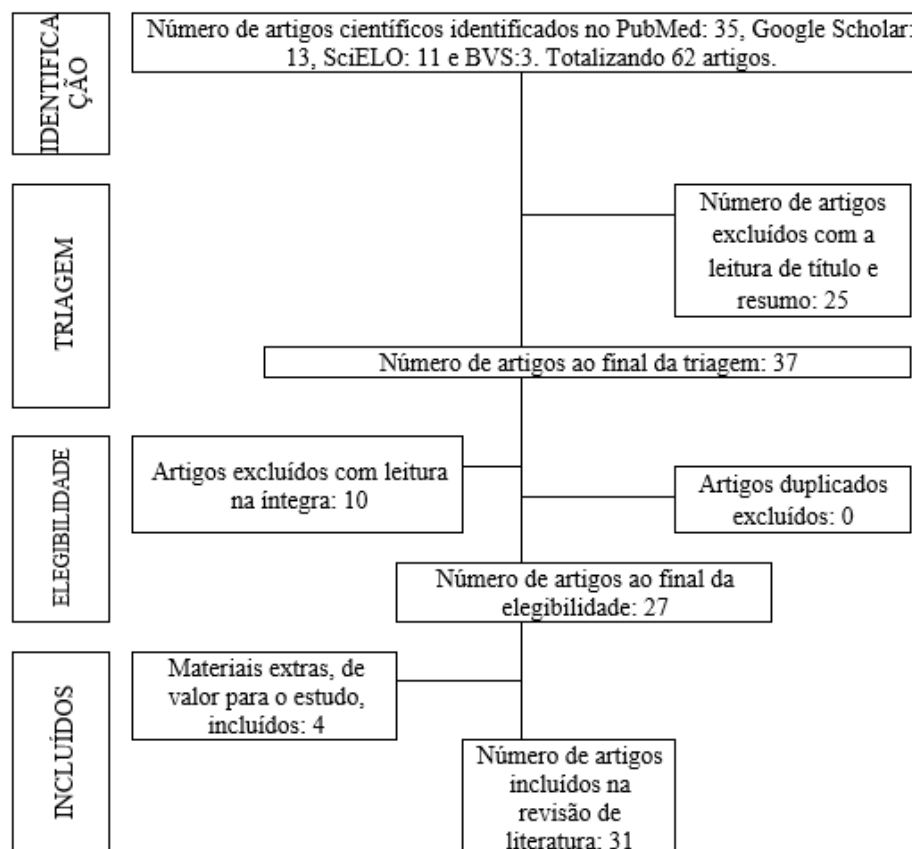 IDENTIFICA
ÇÃO
Número de artigos científicos identificados no PubMed: 35, Google Scholar:
13, SciELO: 11 e BVS:3. Totalizando 62 artigos.
TRIAGEM
Número de artigos
excluídos com a
leitura de título e
resumo: 25
Número de artigos ao final da triagem: 37
ELEGIBILIDADE
Artigos excluídos com leitura
na íntegra: 10
Artigos duplicados
excluídos: 0
Número de artigos ao final da
elegibilidade: 27
INCLUÍDOS
Materiais extras, de
valor para o estudo,
incluídos: 4
Número de artigos
incluídos na
revisão de
literatura: 31